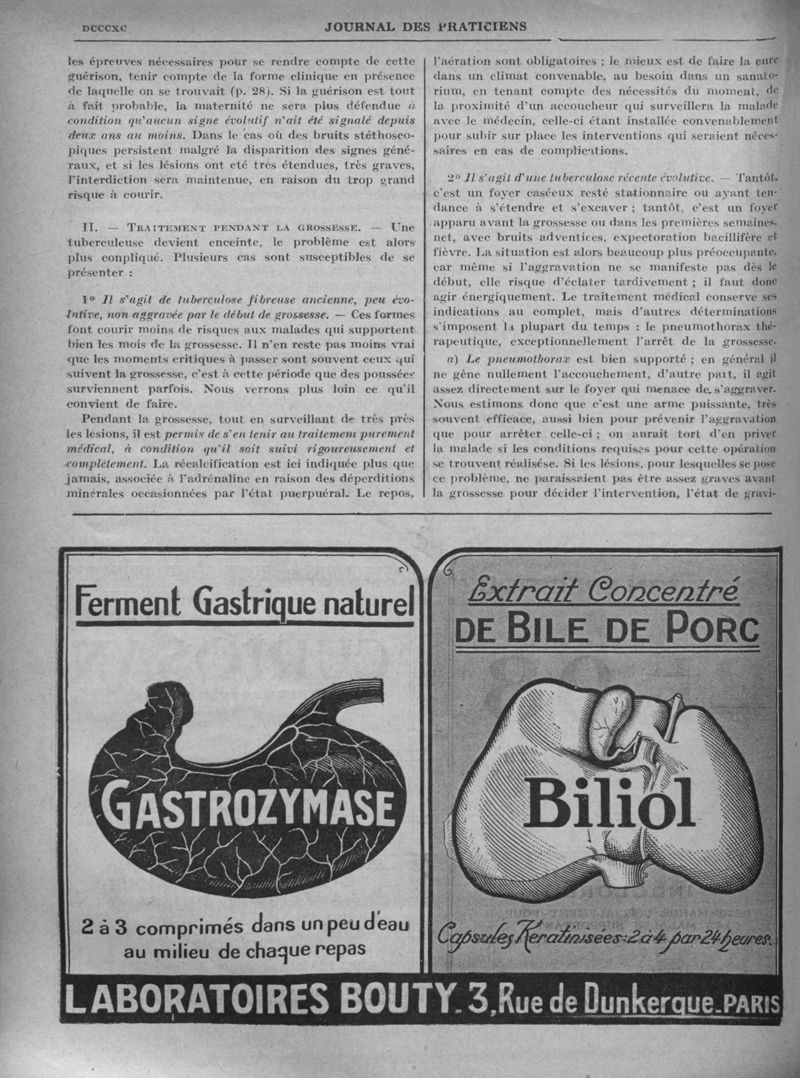 DCCCXC
JOURNAL DES PRATICIENS
les épreuves nécessaires pour se rendre compte de cette
guérison, tenir compte de la forme clinique en présence
de laquelle on se trouvait (p. 28). Si la guérison est tout
à fait probable, la maternité ne sera plus défendue à
condition qu'aucun signe évolutif n'ait été signalé depuis
deux ans au moins. Dans le cas où des bruits stéthosco-
piques persistent malgré la disparition des signes géné-
raux, et si les lésions ont eté très étendues, très graves,
l'interdiction sera maintenue, en raison du trop grand
risque à courir.
II. — TRAITEMENT PENDANT LA GROSSESSE. — Une
tuberculeuse devient enceinte, le problème est alors
plus conpliqué. Plusieurs cas sont susceptibles de se
présenter :
1º Il s'agit de tuberculose fibreuse ancienne, peu évo-
lutive, non aggravée par le début de grossesse. — Ces formes
font courir moins de risques aux malades qui supportent
bien les mois de la grossesse. Il n'en reste pas moins vrai
que les moments critiques à passer sont souvent ceux qui
suivent la grossesse, c'est à cette période que des poussées
surviennent parfois. Nous verrons plus loin ce qu'il
convient de faire.
Pendant la grossesse, tout en surveillant de très près
les lésions, il est permis de s'en tenir au traitement purement
médical, à condition qu'il soit suivi rigoureusement et
complètement. La récalcification est ici indiquée plus que
jamais, associée à l'adrénaline en raison des déperditions
minérales occasionnées par l'état puerpuéral. Le repos,
l'aération sont obligatoires ; le mieux est de faire la cure
dans un climat convenable, au besoin dans un sanato-
rium, en tenant compte des nécessités du moment, de
la proximité d'un accoucheur qui surveillera la malade
avec le médecin, celle-ci étant installée convenablement
pour subir sur place les interventions qui seraient néces-
saires en cas de complications.
2º Il s'agit d'une tuberculose récente évolutive. — Tantôt,
c'est un foyer caséeux resté stationnaire ou ayant ten-
dance à s'étendre et s'excaver ; tantôt, c'est un foyer
apparu avant la grossesse ou dans les premières semaines,
net, avec bruits adventices, expectoration bacillifère et
fièvre. La situation est alors beaucoup plus préoccupante,
car même si l'aggravation ne se manifeste pas dès le
début, elle risque d'éclater tardivement ; il faut donc
agir énergiquement. Le traitement médical conserve ses
indications au complet, mais d'autres déterminations
s'imposent la plupart du temps : le pneumothorax thé-
rapeutique, exceptionnellement l'arrêt de la grossesse.
a) Le pneumothorax est bien supporté ; en général il
ne gêne nullement l'accouchement, d'autre part, il agit
assez directement sur le foyer qui menace de s'aggraver.
Nous estimons donc que c'est une arme puissante, très
souvent efficace, aussi bien pour prévenir l'aggravation
que pour arrêter celle-ci ; on aurait tort d'en priver
la malade si les conditions requises pour cette opération
se trouvent réalisése. Si les lésions, pour lesquelles se pose
ce problème, ne paraissaient pas être assez graves avant
la grossesse pour décider l'intervention, l'état de gravi-
Ferment Gastrique naturel
GASTROZYMASE
2 à 3 comprimés dans un peu d'eau
au milieu de chaque repas
Extrait Concentré
DE BILE DE PORC
Biliol
Capsules Kératinisées: 2 à 4 par 24 heures.
LABORATOIRES BOUTY_3, Rue de Dunkerque_PARIS